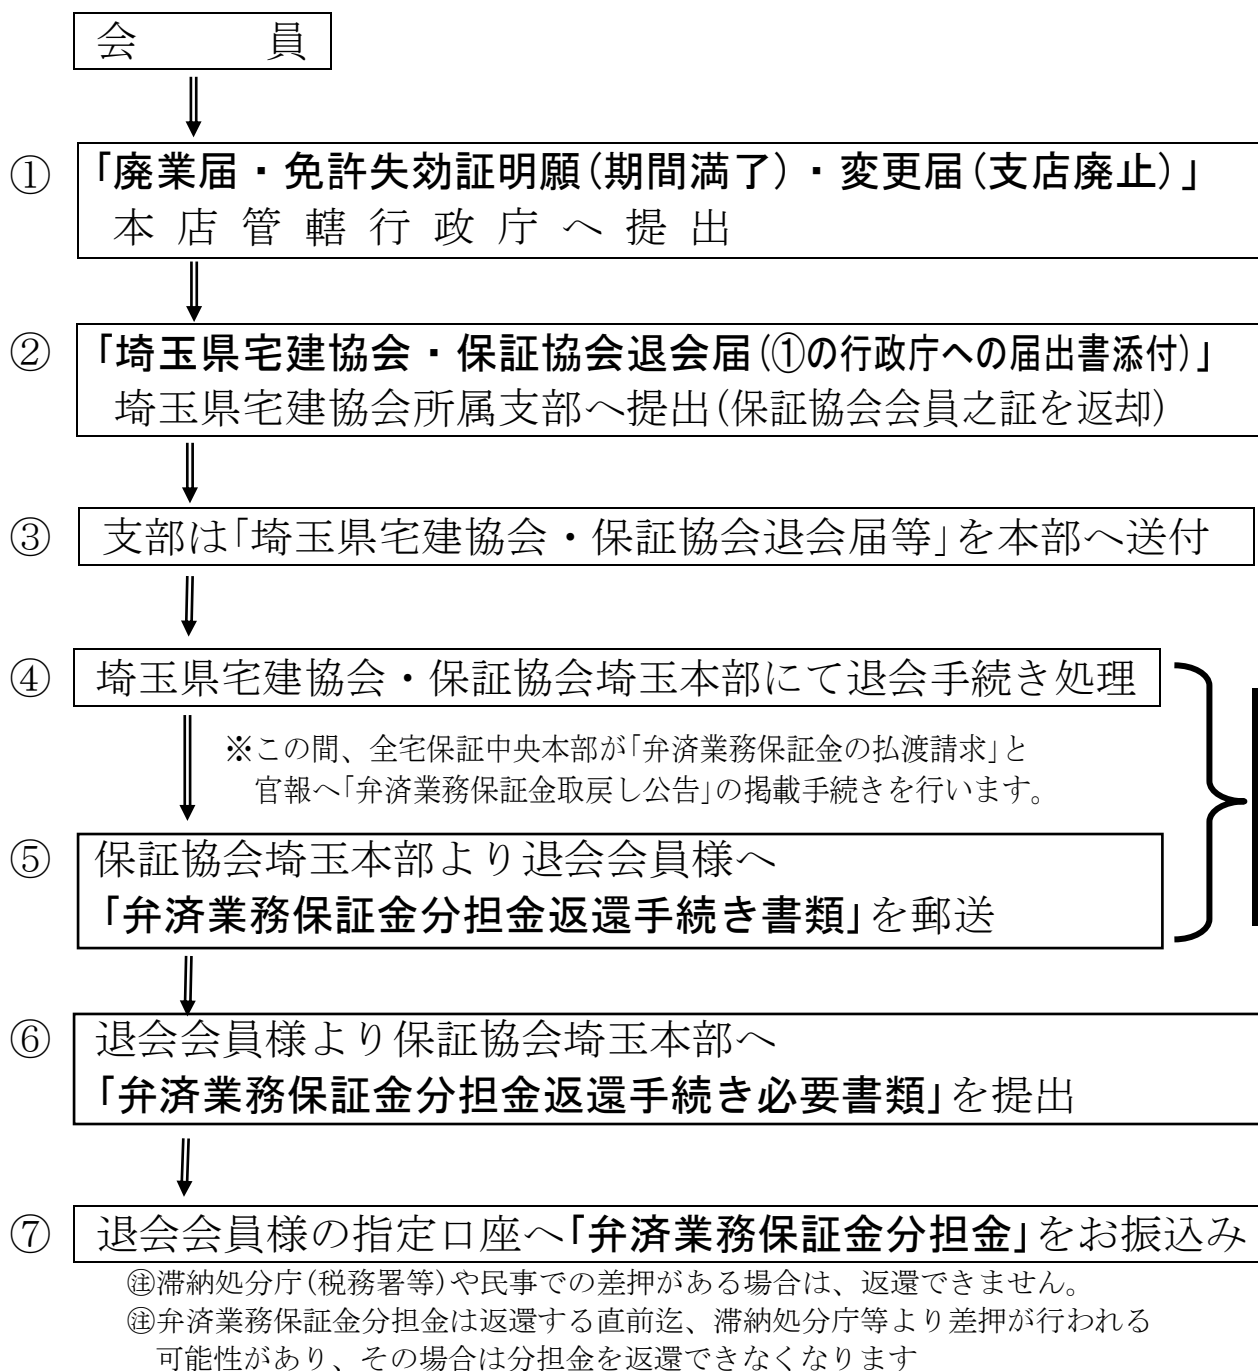 会　員
① 「廃業届・免許失効証明願(期間満了)・変更届(支店廃止)」
本店管轄行政庁へ提出
② 「埼玉県宅建協会・保証協会退会届(①の行政庁への届出書添付)」
埼玉県宅建協会所属支部へ提出(保証協会会員之証を返却)
③ 支部は「埼玉県宅建協会・保証協会退会届等」を本部へ送付
④ 埼玉県宅建協会・保証協会埼玉本部にて退会手続き処理
※この間、全宅保証中央本部が「弁済業務保証金の払渡請求」と
官報へ「弁済業務保証金取戻し公告」の掲載手続きを行います。
⑤ 保証協会埼玉本部より退会会員様へ
「弁済業務保証金分担金返還手続き書類」を郵送
⑥ 退会会員様より保証協会埼玉本部へ
「弁済業務保証金分担金返還手続き必要書類」を提出
⑦ 退会会員様の指定口座へ「弁済業務保証金分担金」をお振込み
㊟滞納処分庁(税務署等)や民事での差押がある場合は、返還できません。
㊟弁済業務保証金分担金は返還する直前迄、滞納処分庁等より差押が行われる
可能性があり、その場合は分担金を返還できなくなります